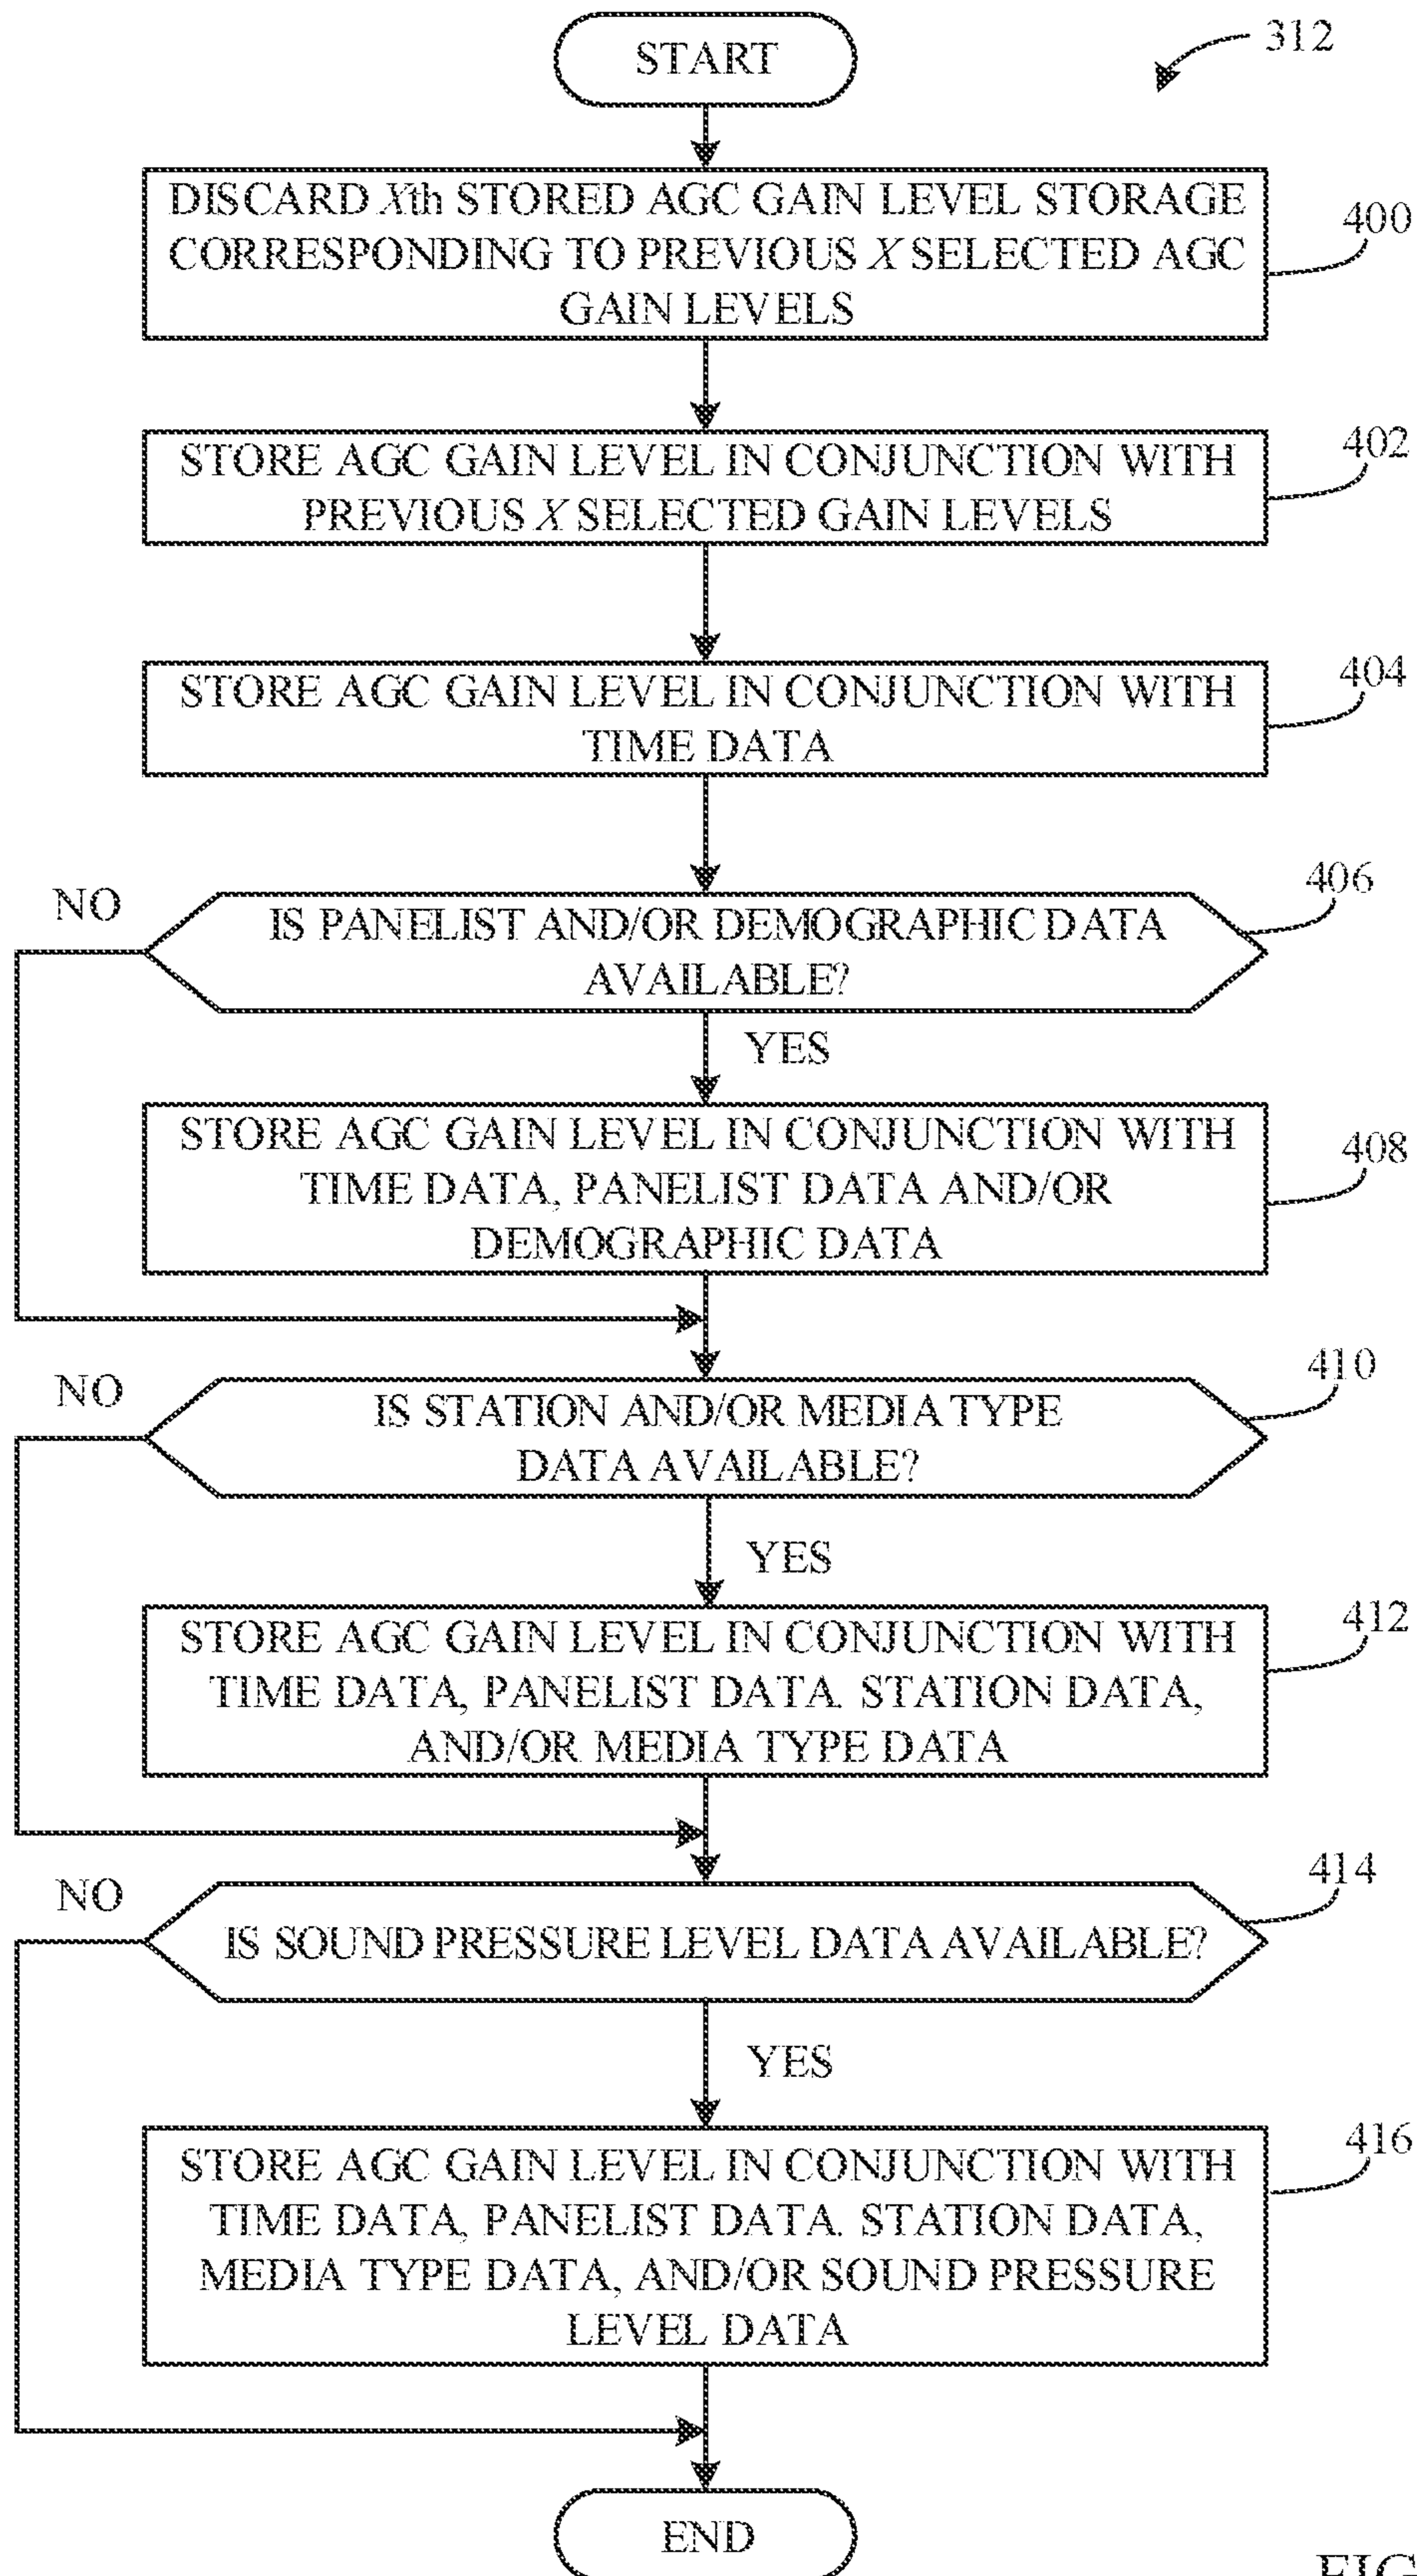 START
312
DISCARD Xth STORED AGC GAIN LEVEL STORAGE
CORRESPONDING TO PREVIOUS X SELECTED AGC
GAIN LEVELS
400
STORE AGC GAIN LEVEL IN CONJUNCTION WITH
PREVIOUS X SELECTED GAIN LEVELS
402
STORE AGC GAIN LEVEL IN CONJUNCTION WITH
TIME DATA
404
NO
IS PANELIST AND/OR DEMOGRAPHIC DATA
AVAILABLE?
406
YES
STORE AGC GAIN LEVEL IN CONJUNCTION WITH
TIME DATA, PANELIST DATA AND/OR
DEMOGRAPHIC DATA
408
NO
IS STATION AND/OR MEDIA TYPE
DATA AVAILABLE?
410
YES
STORE AGC GAIN LEVEL IN CONJUNCTION WITH
TIME DATA, PANELIST DATA. STATION DATA,
AND/OR MEDIA TYPE DATA
412
NO
IS SOUND PRESSURE LEVEL DATA AVAILABLE?
414
YES
STORE AGC GAIN LEVEL IN CONJUNCTION WITH
TIME DATA, PANELIST DATA. STATION DATA,
MEDIA TYPE DATA, AND/OR SOUND PRESSURE
LEVEL DATA
416
END